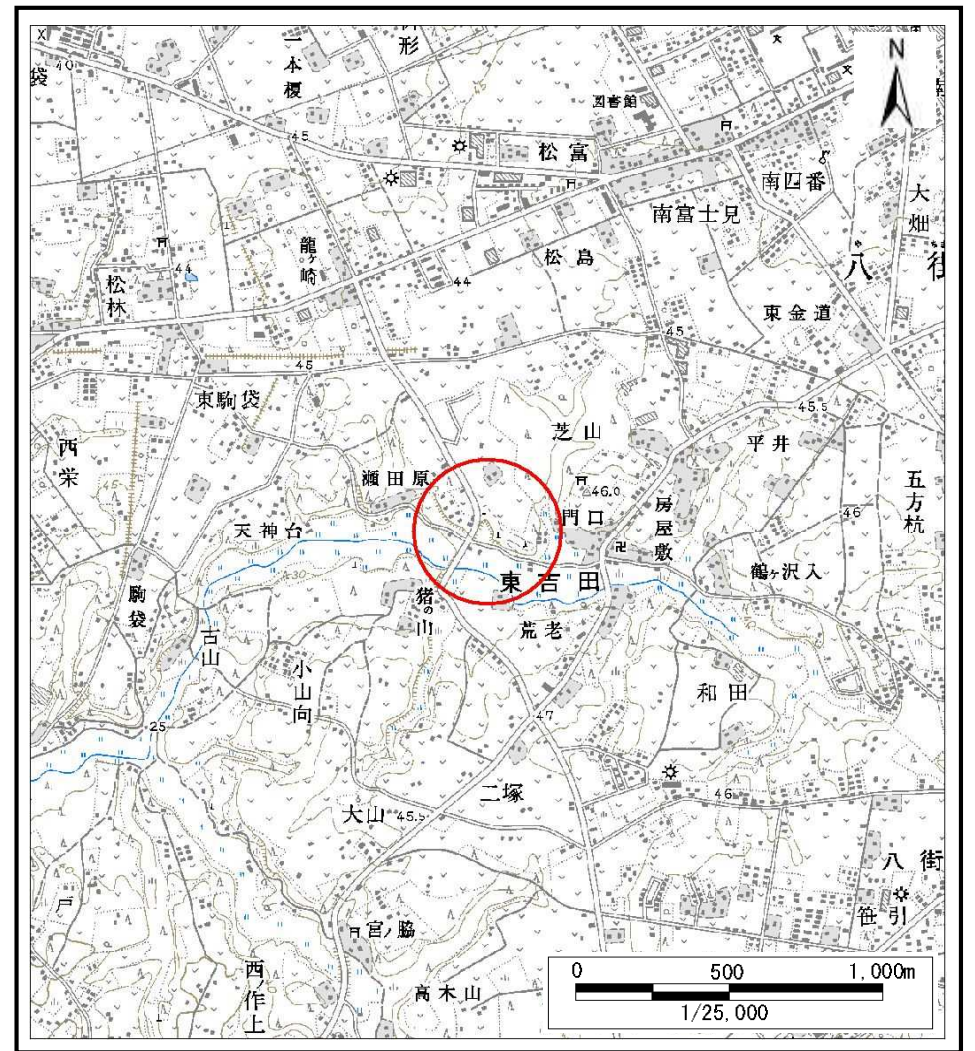 N
一本榎
形
袋
40
図書館
45
松富
南四番
南富士見
大畑
八街
龍ヶ崎
松島
44
松林
44
東金道
45
46
東駒袋
45.5
芝山
平井
西栄
瀬田原
46.0
門口
房屋敷
46
五方杭
天神台
東吉田
鶴ヶ沢入
駒袋
猪の山
荒老
古山
小山向
和田
25
47
二塚
46
大山
45.5
八街
笹引
戸
宮ノ脇
西ノ作上
高木山
0 500 1,000m
1/25,000